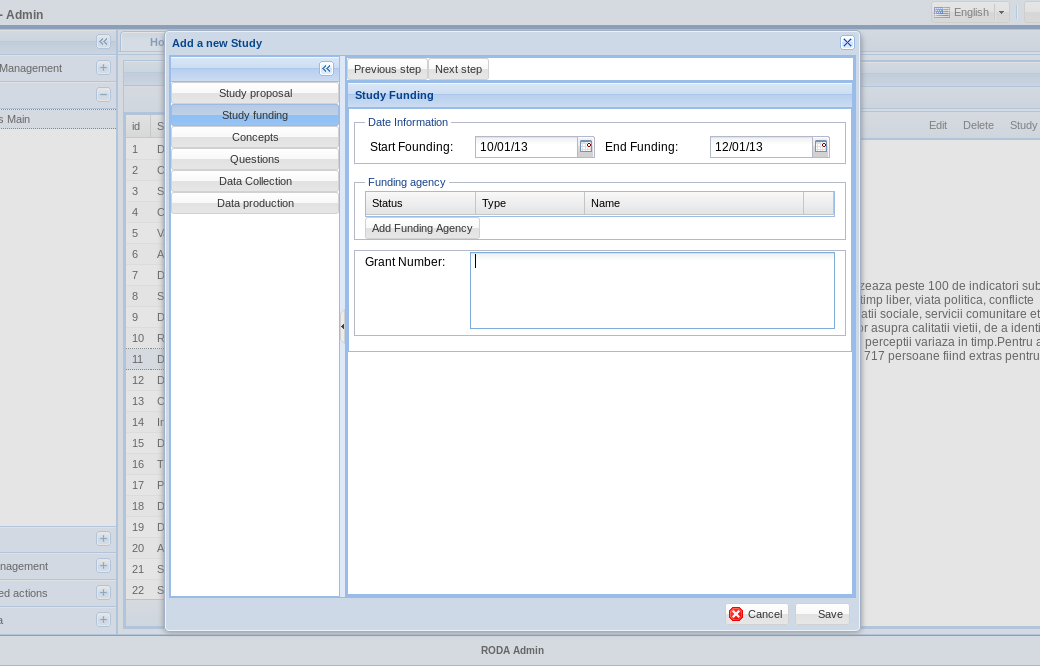 - Admin
English
Management
s Main
nagement
ed actions
a
Ho
id S
1 D
2 C
3 S
4 C
5 V
6 A
7 D
8 S
9 D
10 R
11 D
12 D
13 C
14 In
15 D
16 T
17 P
18 D
19 D
20 A
21 S
22 S
Add a new Study
Study proposal
Study funding
Concepts
Questions
Data Collection
Data production
Previous step Next step
Study Funding
Date Information
Start Founding: 10/01/13 End Funding: 12/01/13
Funding agency
Status Type Name
Add Funding Agency
Grant Number:
Cancel Save
Edit Delete Study
zeaza peste 100 de indicatori sub
timp liber, viata politica, conflicte
atii sociale, servicii comunitare et
or asupra calitatii vietii, de a identi
perceptii variaza in timp.Pentru a
717 persoane fiind extras pentru
RODA Admin